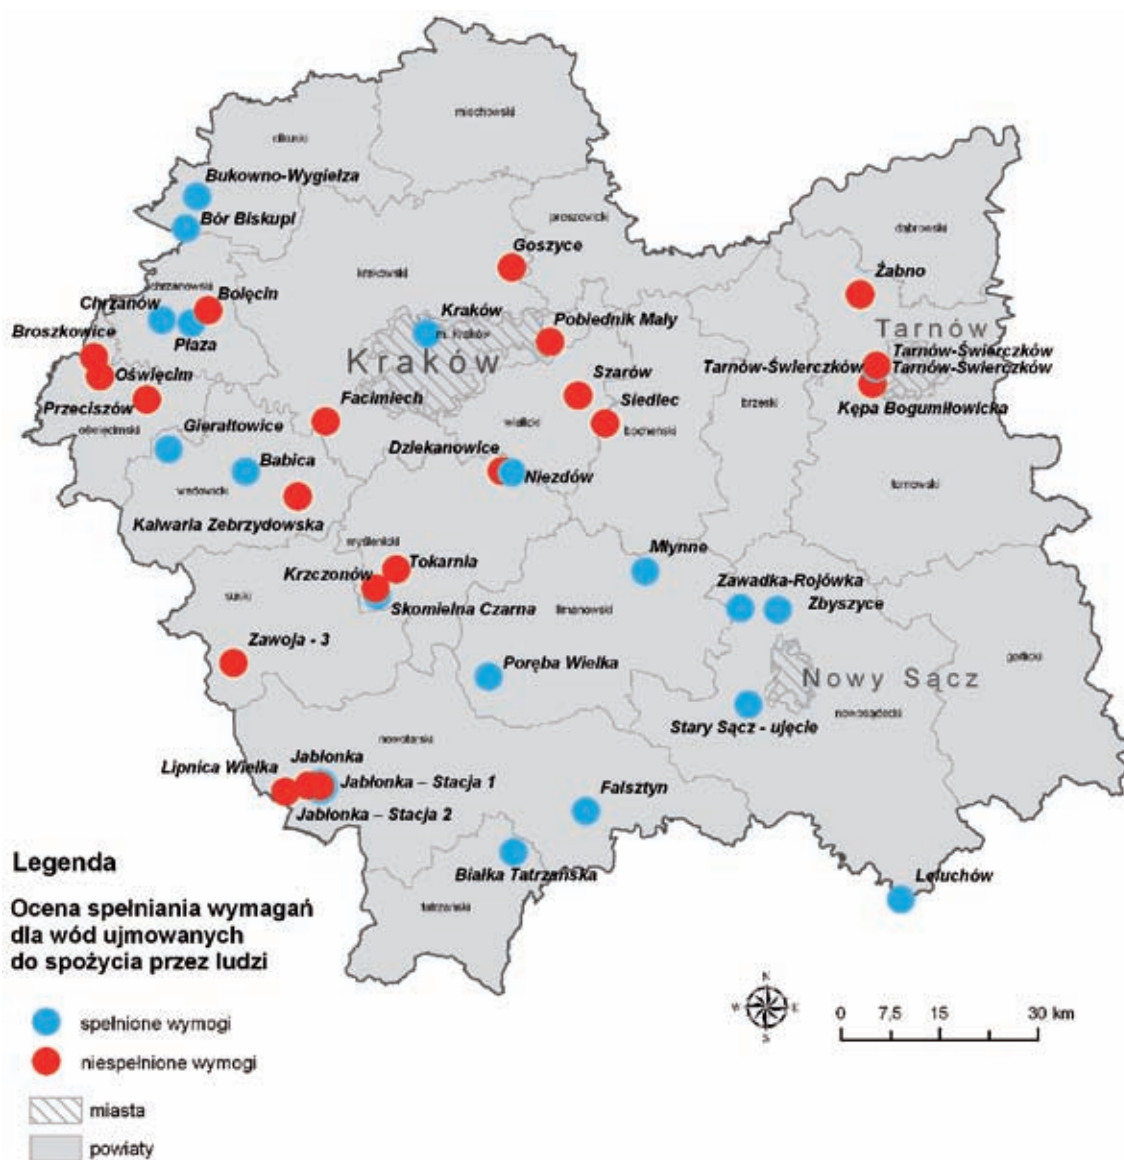 miechowski
olkuski
Bukowno-Wygiełza
Bór Biskupi
proszowicki
dąbrowski
Goszyce
krakowski
Żabno
chrzanowski
Chrzanów
Bolęcin
Kraków
Tarnów
Broszkowice
Płaza
m. Kraków
Pobiednik Mały
Kraków
Tarnów-Świerczków
Oświęcim
Szarów
Tarnów-Świerczków
Tarnów-Świerczków
Przeciszów
Facimiech
Siedlec
brzeski
Kępa Bogumiłowicka
oświęcimski
Gierałtowice
wielicki
bocheński
Dziekanowice
Babica
Niezdów
wadowicki
tarnowski
Kalwaria Zebrzydowska
myślenicki
Młynne
Tokarnia
Krzczonów
Zawadka-Rojówka
suski
Skomielna Czarna
limanowski
Zbyszyce
Zawoja - 3
Poręba Wielka
gorlicki
Nowy Sącz
nowosądecki
Stary Sącz - ujęcie
nowotarski
Jabłonka
Lipnica Wielka
Jabłonka – Stacja 1
Falsztyn
Jabłonka – Stacja 2
Białka Tatrzańska
Leluchów
tatrzański
Legenda
Ocena spełniania wymagań
dla wód ujmowanych
do spożycia przez ludzi
spełnione wymogi
niespełnione wymogi
miasta
powiaty
N
W E
S
0 7,5 15 30 km